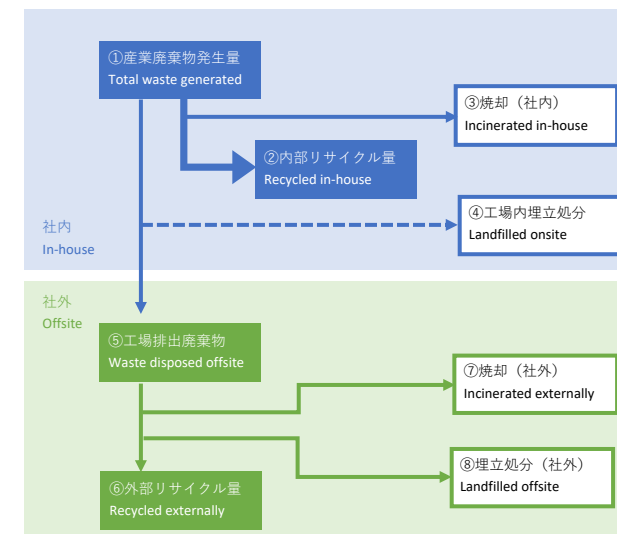 ①産業廃棄物発生量
Total waste generated
③焼却（社内）
Incinerated in-house
②内部リサイクル量
Recycled in-house
④工場内埋立処分
Landfilled onsite
社内
In-house
社外
Offsite
⑤工場排出廃棄物
Waste disposed offsite
⑦焼却（社外）
Incinerated externally
⑧埋立処分（社外）
Landfilled offsite
⑥外部リサイクル量
Recycled externally